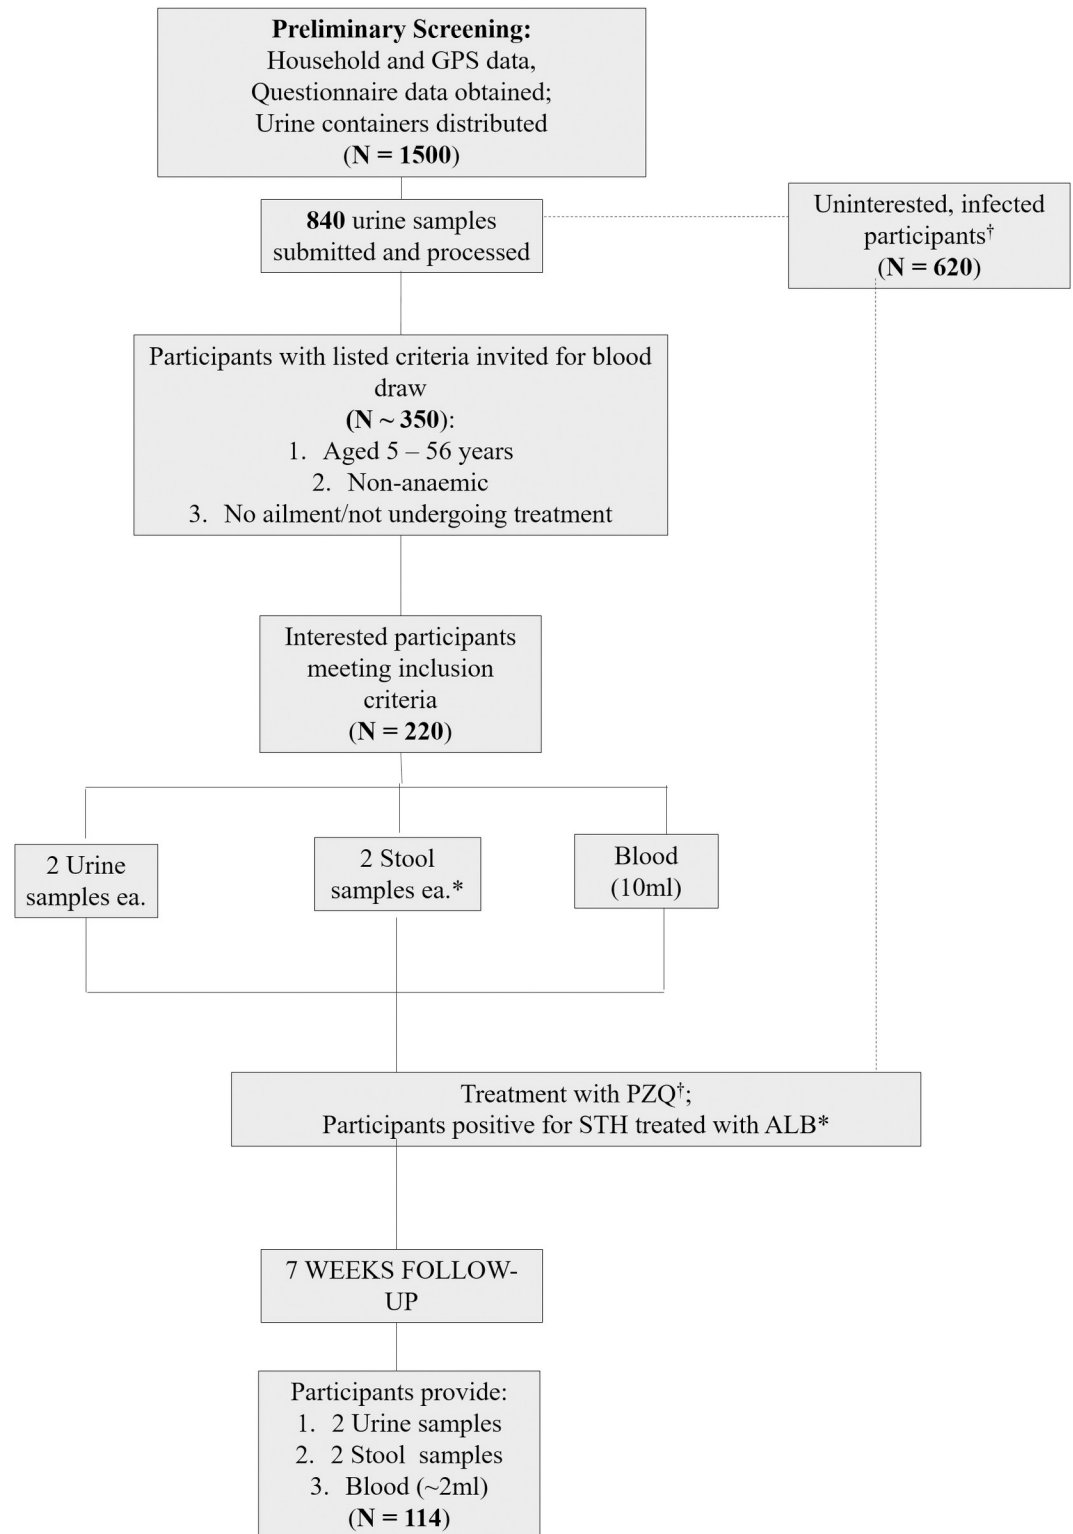 Preliminary Screening:
Household and GPS data,
Questionnaire data obtained;
Urine containers distributed
(N = 1500)
840 urine samples
submitted and processed
Uninterested, infected
participants†
(N = 620)
Participants with listed criteria invited for blood
draw
(N ~ 350):
1. Aged 5 – 56 years
2. Non-anaemic
3. No ailment/not undergoing treatment
Interested participants
meeting inclusion
criteria
(N = 220)
2 Urine
samples ea.
2 Stool
samples ea.*
Blood
(10ml)
Treatment with PZQ†;
Participants positive for STH treated with ALB*
7 WEEKS FOLLOW-
UP
Participants provide:
1. 2 Urine samples
2. 2 Stool samples
3. Blood (~2ml)
(N = 114)